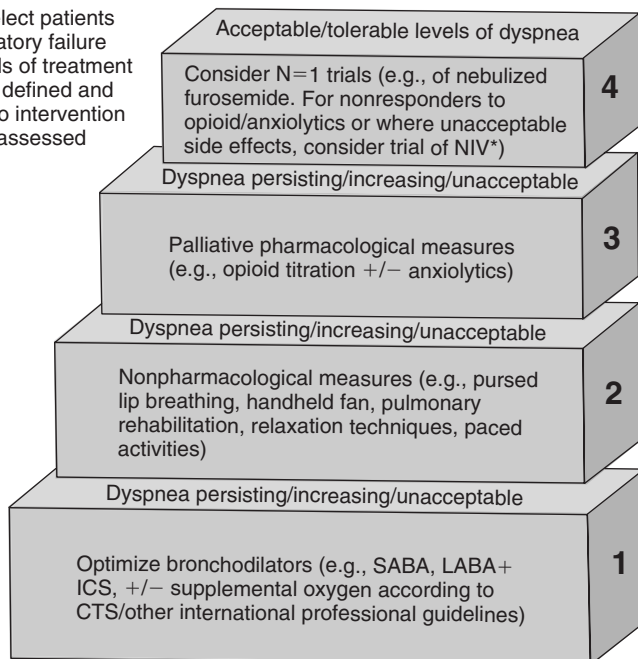 elect patients
atory failure
ls of treatment
defined and
o intervention
assessed
Acceptable/tolerable levels of dyspnea
Consider N=1 trials (e.g., of nebulized
furosemide. For nonresponders to
opioid/anxiolytics or where unacceptable
side effects, consider trial of NIV*)
4
Dyspnea persisting/increasing/unacceptable
Palliative pharmacological measures
(e.g., opioid titration +/− anxiolytics)
3
Dyspnea persisting/increasing/unacceptable
Nonpharmacological measures (e.g., pursed
lip breathing, handheld fan, pulmonary
rehabilitation, relaxation techniques, paced
activities)
2
Dyspnea persisting/increasing/unacceptable
Optimize bronchodilators (e.g., SABA, LABA+
ICS, +/− supplemental oxygen according to
CTS/other international professional guidelines)
1